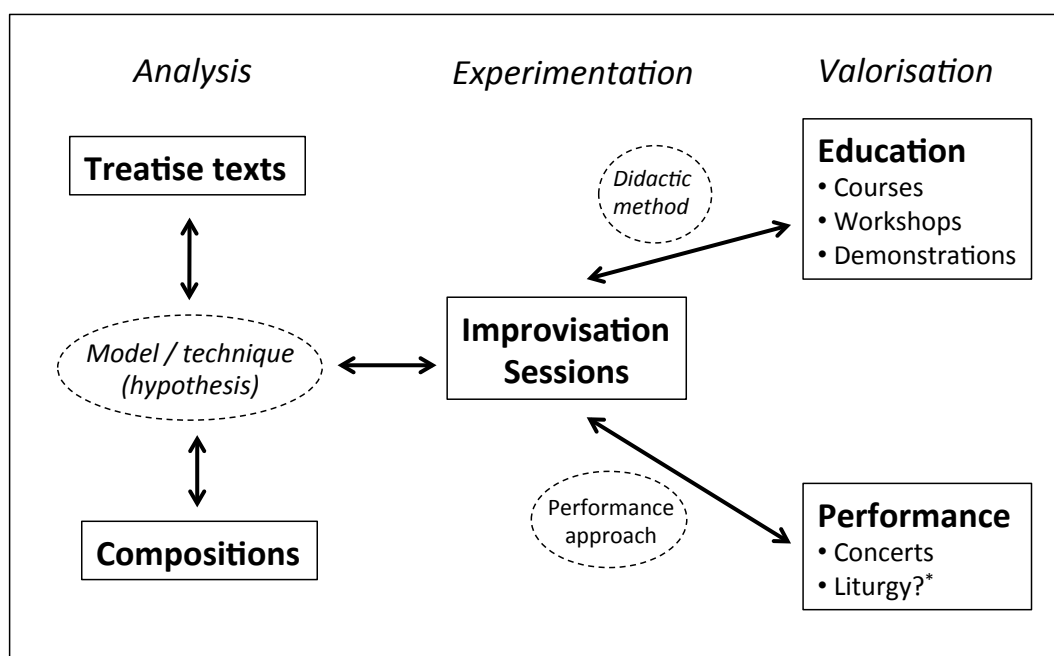 Analysis
Experimentation
Valorisation
Treatise texts
Model / technique
(hypothesis)
Compositions
Improvisation
Sessions
Didactic
method
Performance
approach
Education
• Courses
• Workshops
• Demonstrations
Performance
• Concerts
• Liturgy?*